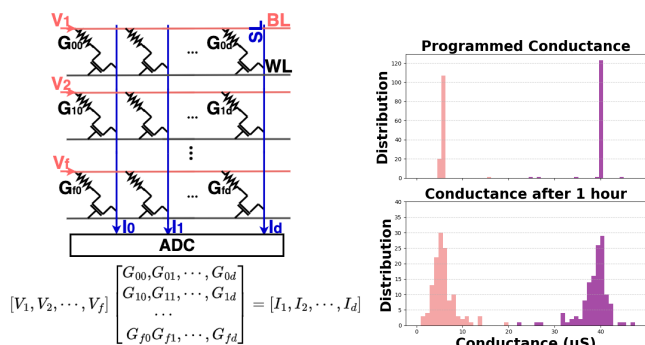 V1 BL
G00 G0d SL
... WL
V2
G10 G1d
...
⋮
Vf
Gf0 Gfd
...
I0 I1 Id
ADC
[V1, V2, ⋯, Vf] [G00,G01, ⋯, G0d
G10,G11, ⋯, G1d
⋯
Gf0Gf1, ⋯, Gfd] = [I1, I2, ⋯, Id]
Programmed Conductance
Distribution
120
100
80
60
40
20
0
Conductance after 1 hour
Distribution
40
35
30
25
20
15
10
5
0
0 10 20 30 40
Conductance (μS)